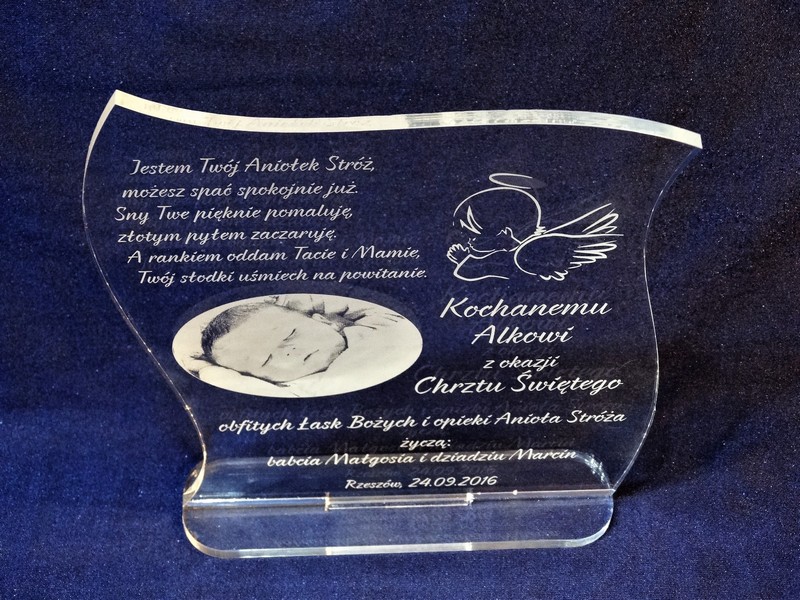 Jestem Twój Aniołek Stróż,
możesz spać spokojnie już.
Sny Twe pięknie pomaluję,
złotym pyłem zaczaruję.
A rankiem oddam Tacie i Mamie,
Twój słodki uśmiech na powitanie.
Kochanemu
Alkowi
z okazji
Chrztu Świętego
obfitych Łask Bożych i opieki Anioła Stróża
życzą:
babcia Małgosia i dziadziu Marcin
Rzeszów, 24.09.2016